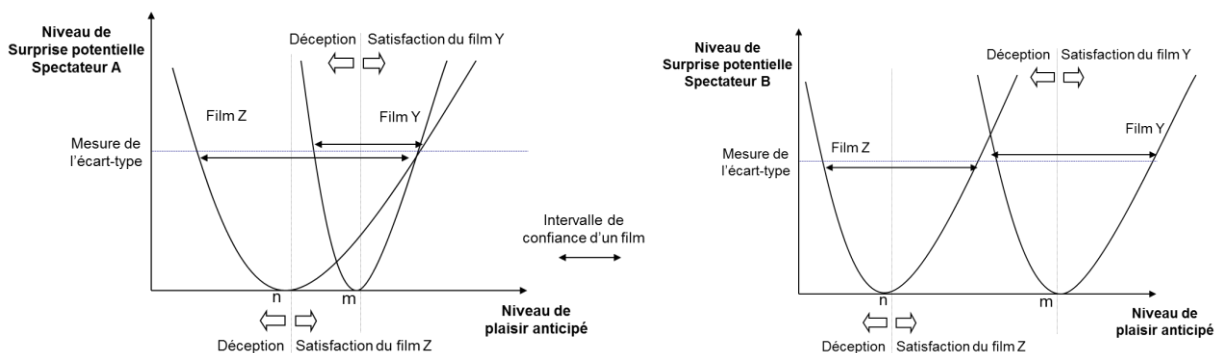 Niveau de
Surprise potentielle
Spectateur A
Déception
Satisfaction du film Y
Film Z
Film Y
Mesure de
l'écart-type
n
m
Niveau de
plaisir anticipé
Déception
Satisfaction du film Z
Intervalle de
confiance d'un film
Niveau de
Surprise potentielle
Spectateur B
Déception
Satisfaction du film Y
Film Y
Film Z
Mesure de
l'écart-type
n
m
Niveau de
plaisir anticipé
Déception
Satisfaction du film Z